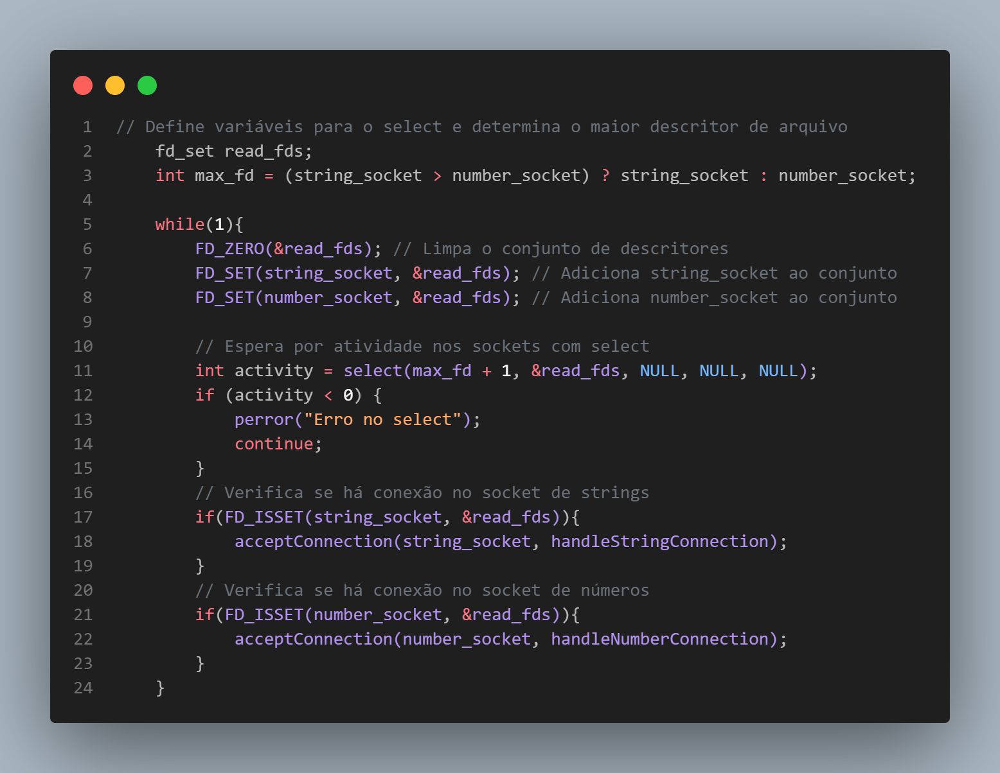 1 // Define variáveis para o select e determina o maior descritor de arquivo
2     fd_set read_fds;
3     int max_fd = (string_socket > number_socket) ? string_socket : number_socket;
4
5     while(1){
6         FD_ZERO(&read_fds); // Limpa o conjunto de descritores
7         FD_SET(string_socket, &read_fds); // Adiciona string_socket ao conjunto
8         FD_SET(number_socket, &read_fds); // Adiciona number_socket ao conjunto
9
10         // Espera por atividade nos sockets com select
11         int activity = select(max_fd + 1, &read_fds, NULL, NULL, NULL);
12         if (activity < 0) {
13             perror("Erro no select");
14             continue;
15         }
16         // Verifica se há conexão no socket de strings
17         if(FD_ISSET(string_socket, &read_fds)){
18             acceptConnection(string_socket, handleStringConnection);
19         }
20         // Verifica se há conexão no socket de números
21         if(FD_ISSET(number_socket, &read_fds)){
22             acceptConnection(number_socket, handleNumberConnection);
23         }
24     }